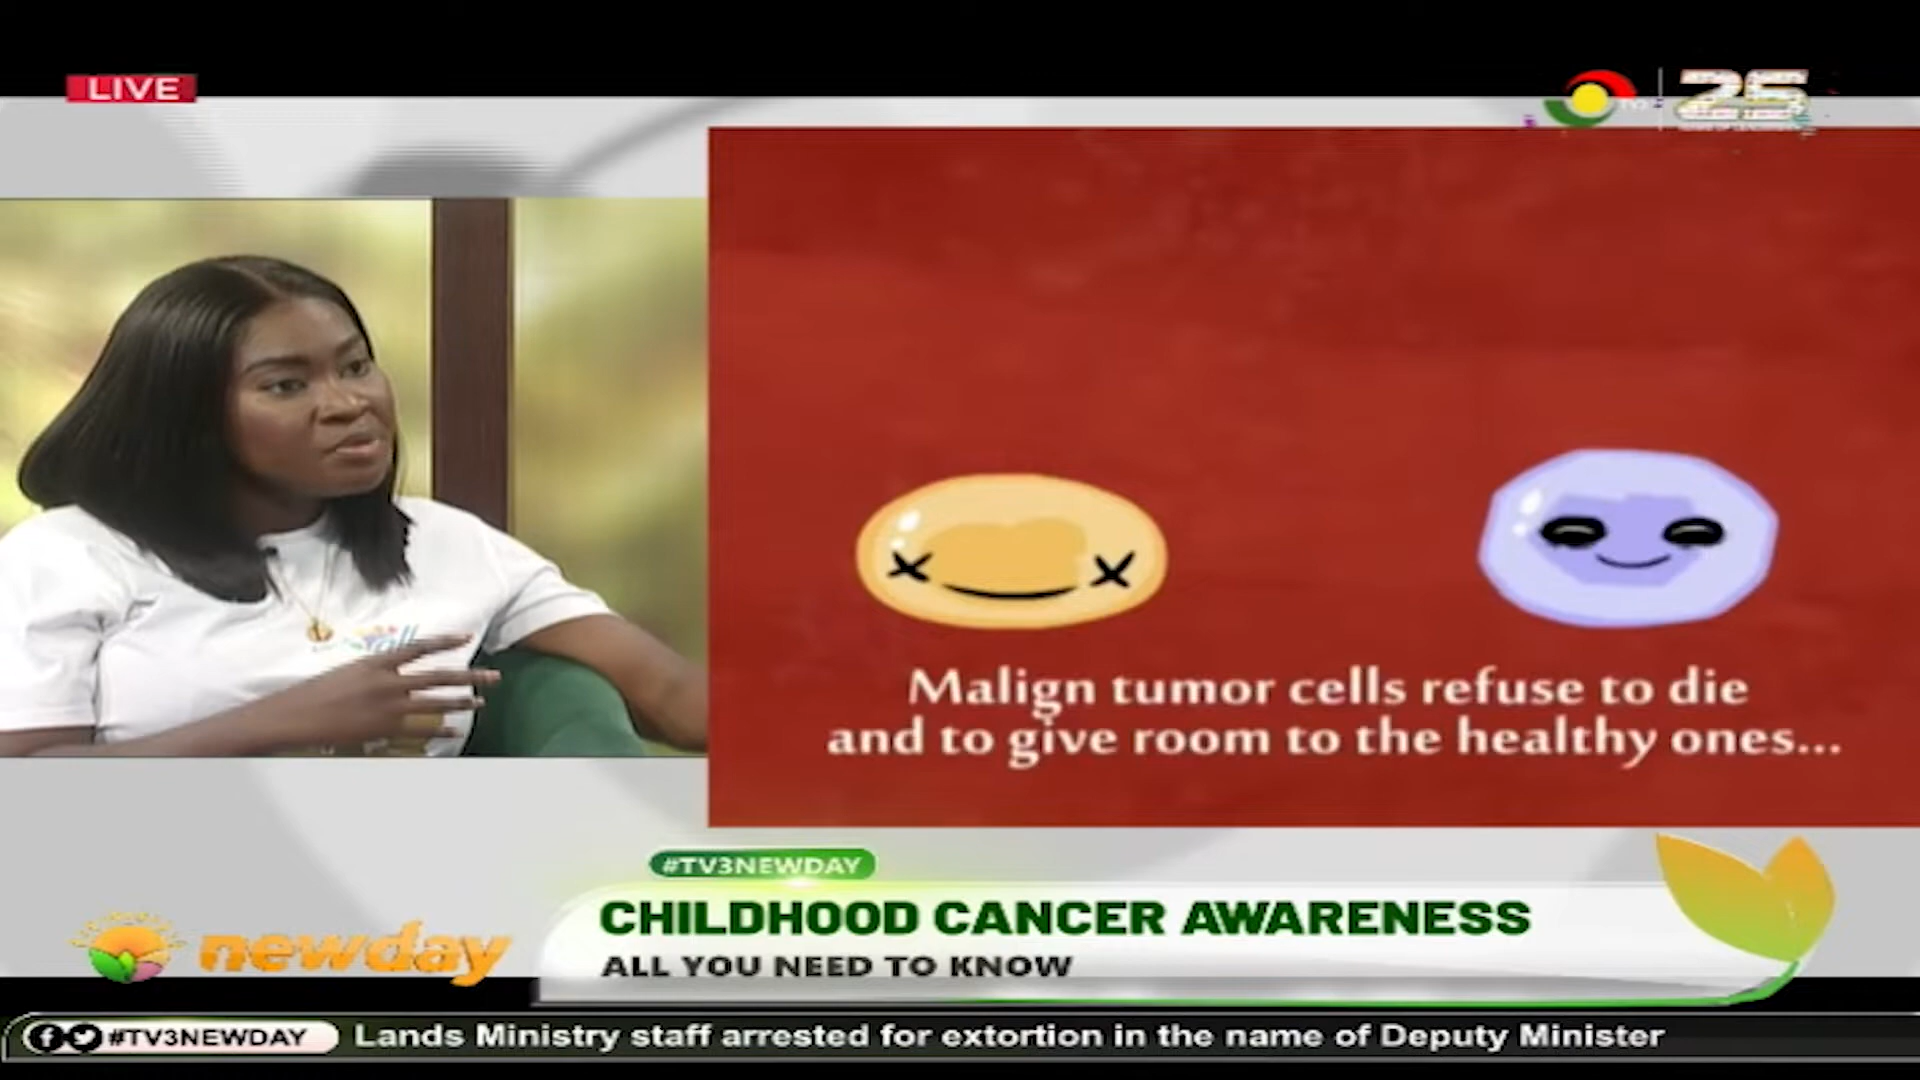 LIVE
25
Malign tumor cells refuse to die
and to give room to the healthy ones...
#TV3NEWDAY
CHILDHOOD CANCER AWARENESS
ALL YOU NEED TO KNOW
newday
#TV3NEWDAY
Lands Ministry staff arrested for extortion in the name of Deputy Minister